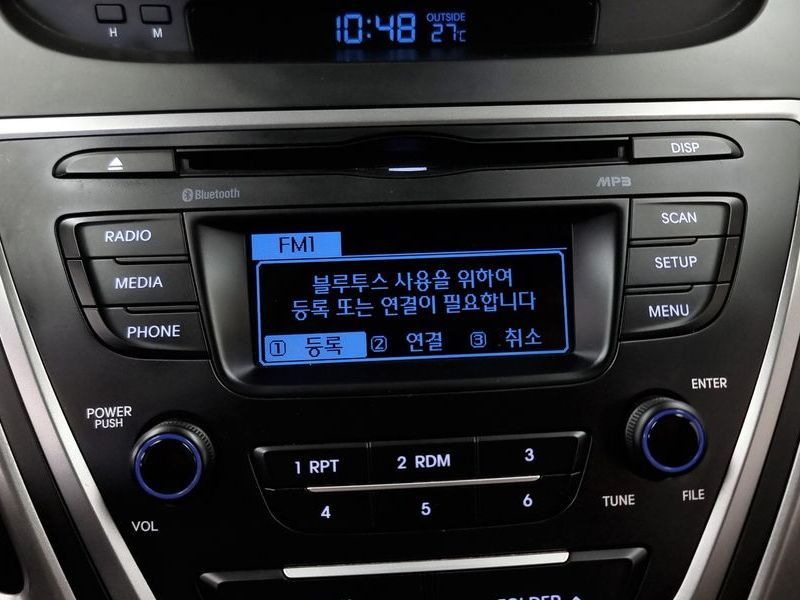 H M 10:48 OUTSIDE 27°C
DISP
Bluetooth MP3
RADIO
MEDIA
PHONE
FM1
블루투스 사용을 위하여
등록 또는 연결이 필요합니다
1 등록 2 연결 3 취소
SCAN
SETUP
MENU
POWER
PUSH
VOL
1 RPT 2 RDM 3
4 5 6
ENTER
TUNE FILE
FOLDER